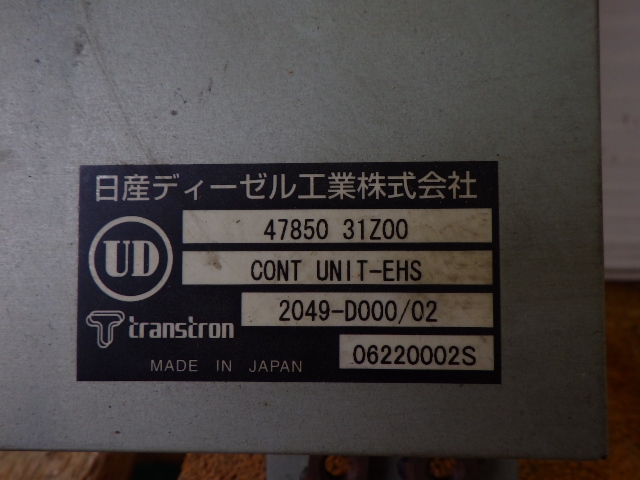 日産ディーゼル工業株式会社
UD
47850 31Z00
CONT UNIT-EHS
2049-D000/02
transtron
06220002S
MADE IN JAPAN